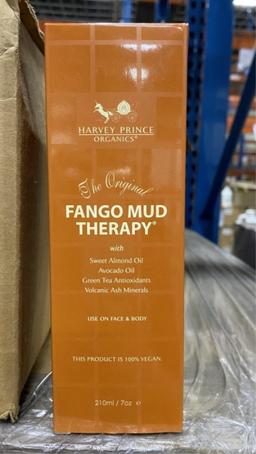 HARVEY PRINCE
ORGANICS®
The Original
FANGO MUD
THERAPY®
with
Sweet Almond Oil
Avocado Oil
Green Tea Antioxidants
Volcanic Ash Minerals
USE ON FACE & BODY
THIS PRODUCT IS 100% VEGAN.
210ml / 7oz ℮